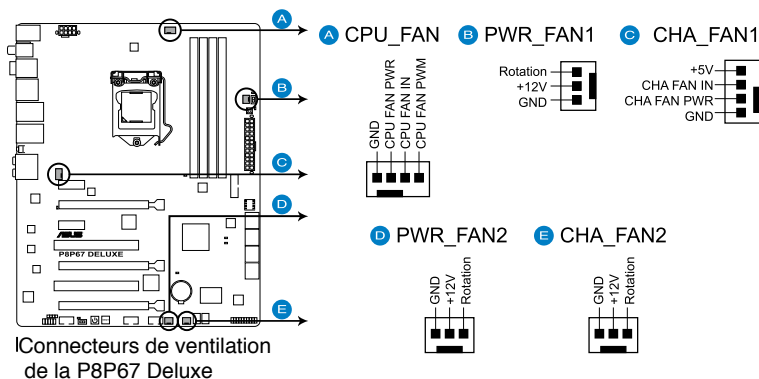 A
B
C
D
E
ASUS
P8P67 DELUXE
A CPU_FAN
GND
CPU FAN PWR
CPU FAN IN
CPU FAN PWM
B PWR_FAN1
Rotation
+12V
GND
C CHA_FAN1
+5V
CHA FAN IN
CHA FAN PWR
GND
D PWR_FAN2
GND
+12V
Rotation
E CHA_FAN2
GND
+12V
Rotation
Connecteurs de ventilation
de la P8P67 Deluxe